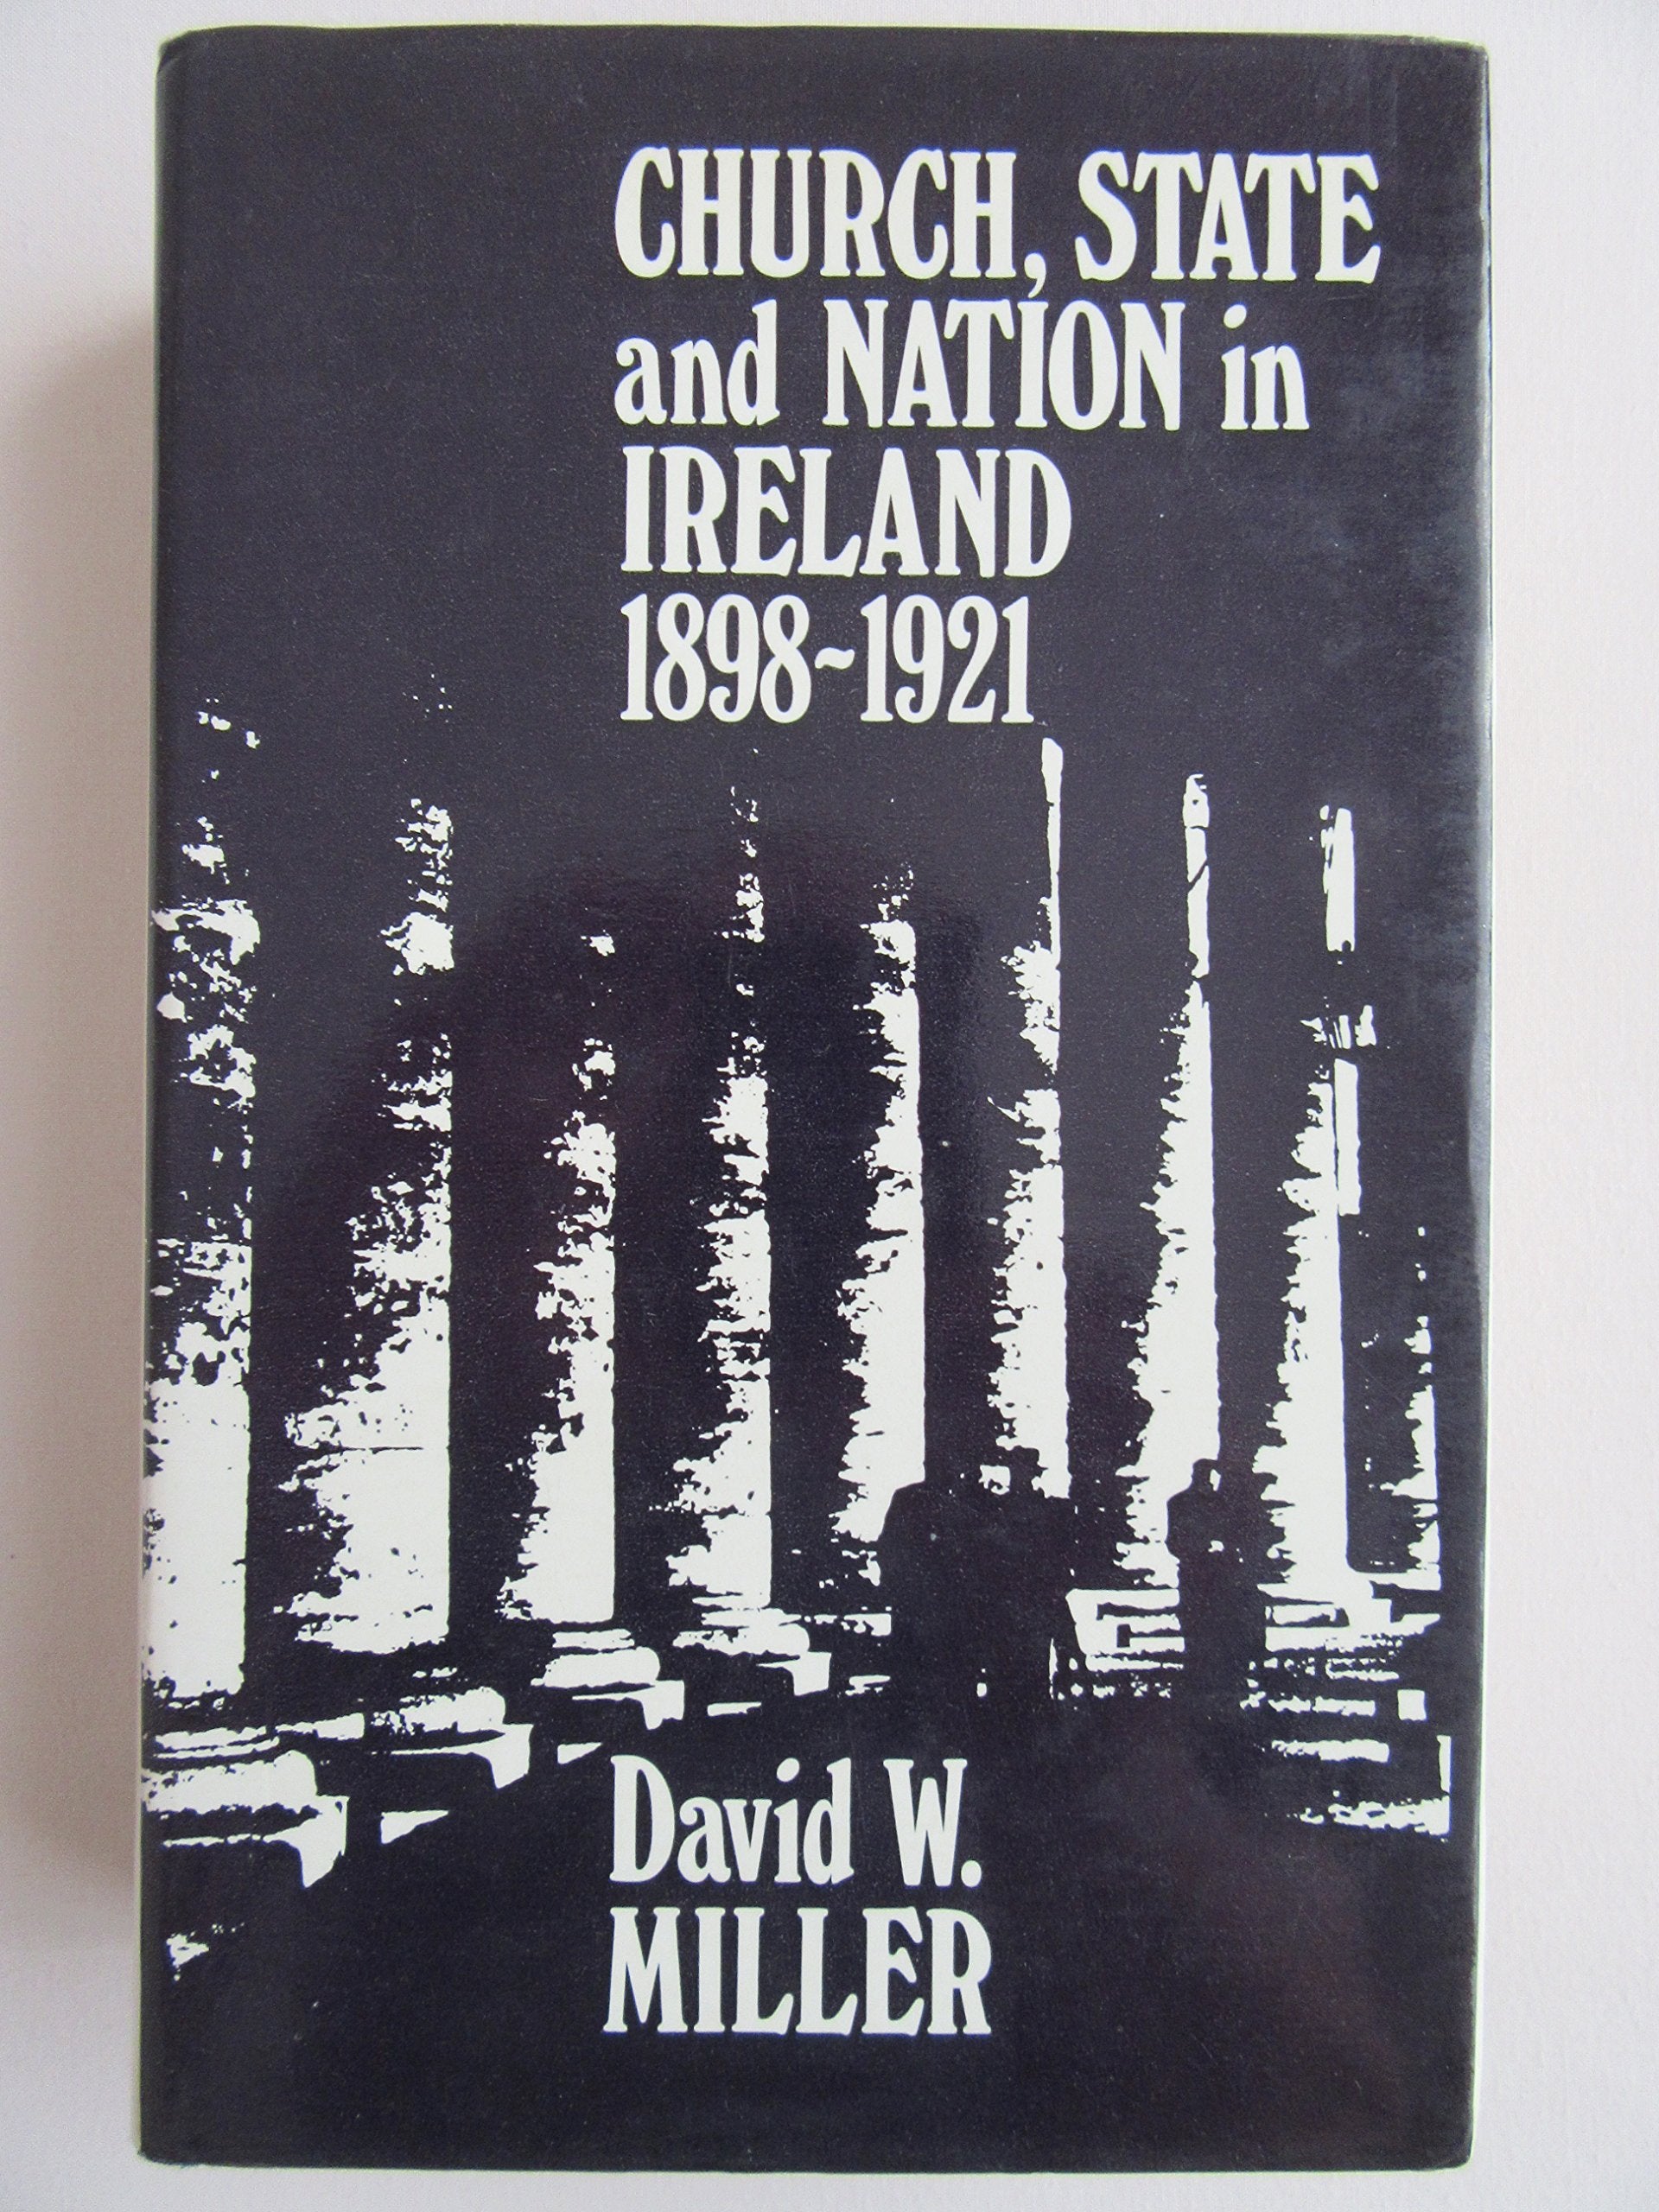 CHURCH, STATE
and NATION in
IRELAND
1898~1921
David W.
MILLER